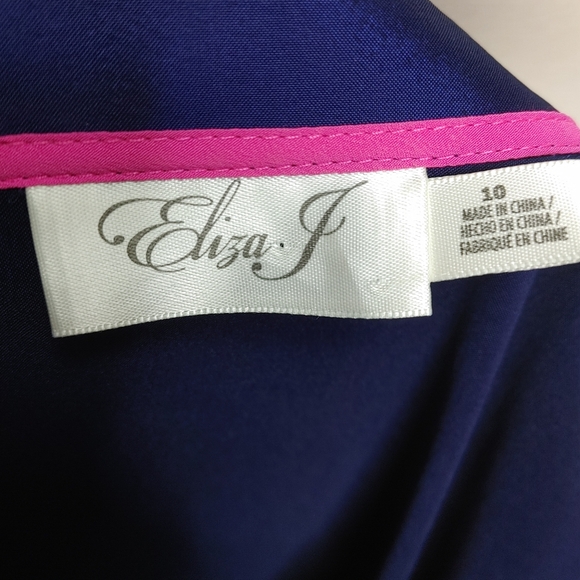 Eliza J
10
MADE IN CHINA/
HECHO EN CHINA/
FABRIQUÉ EN CHINE